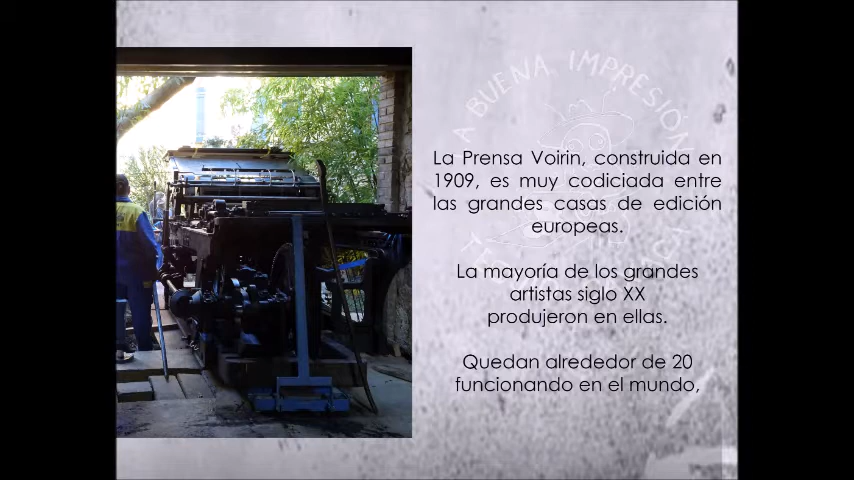 A BUENA IMPRESIÓN
La Prensa Voirin, construida en
1909, es muy codiciada entre
las grandes casas de edición
europeas.
La mayoría de los grandes
artistas siglo XX
produjeron en ellas.
Quedan alrededor de 20
funcionando en el mundo,